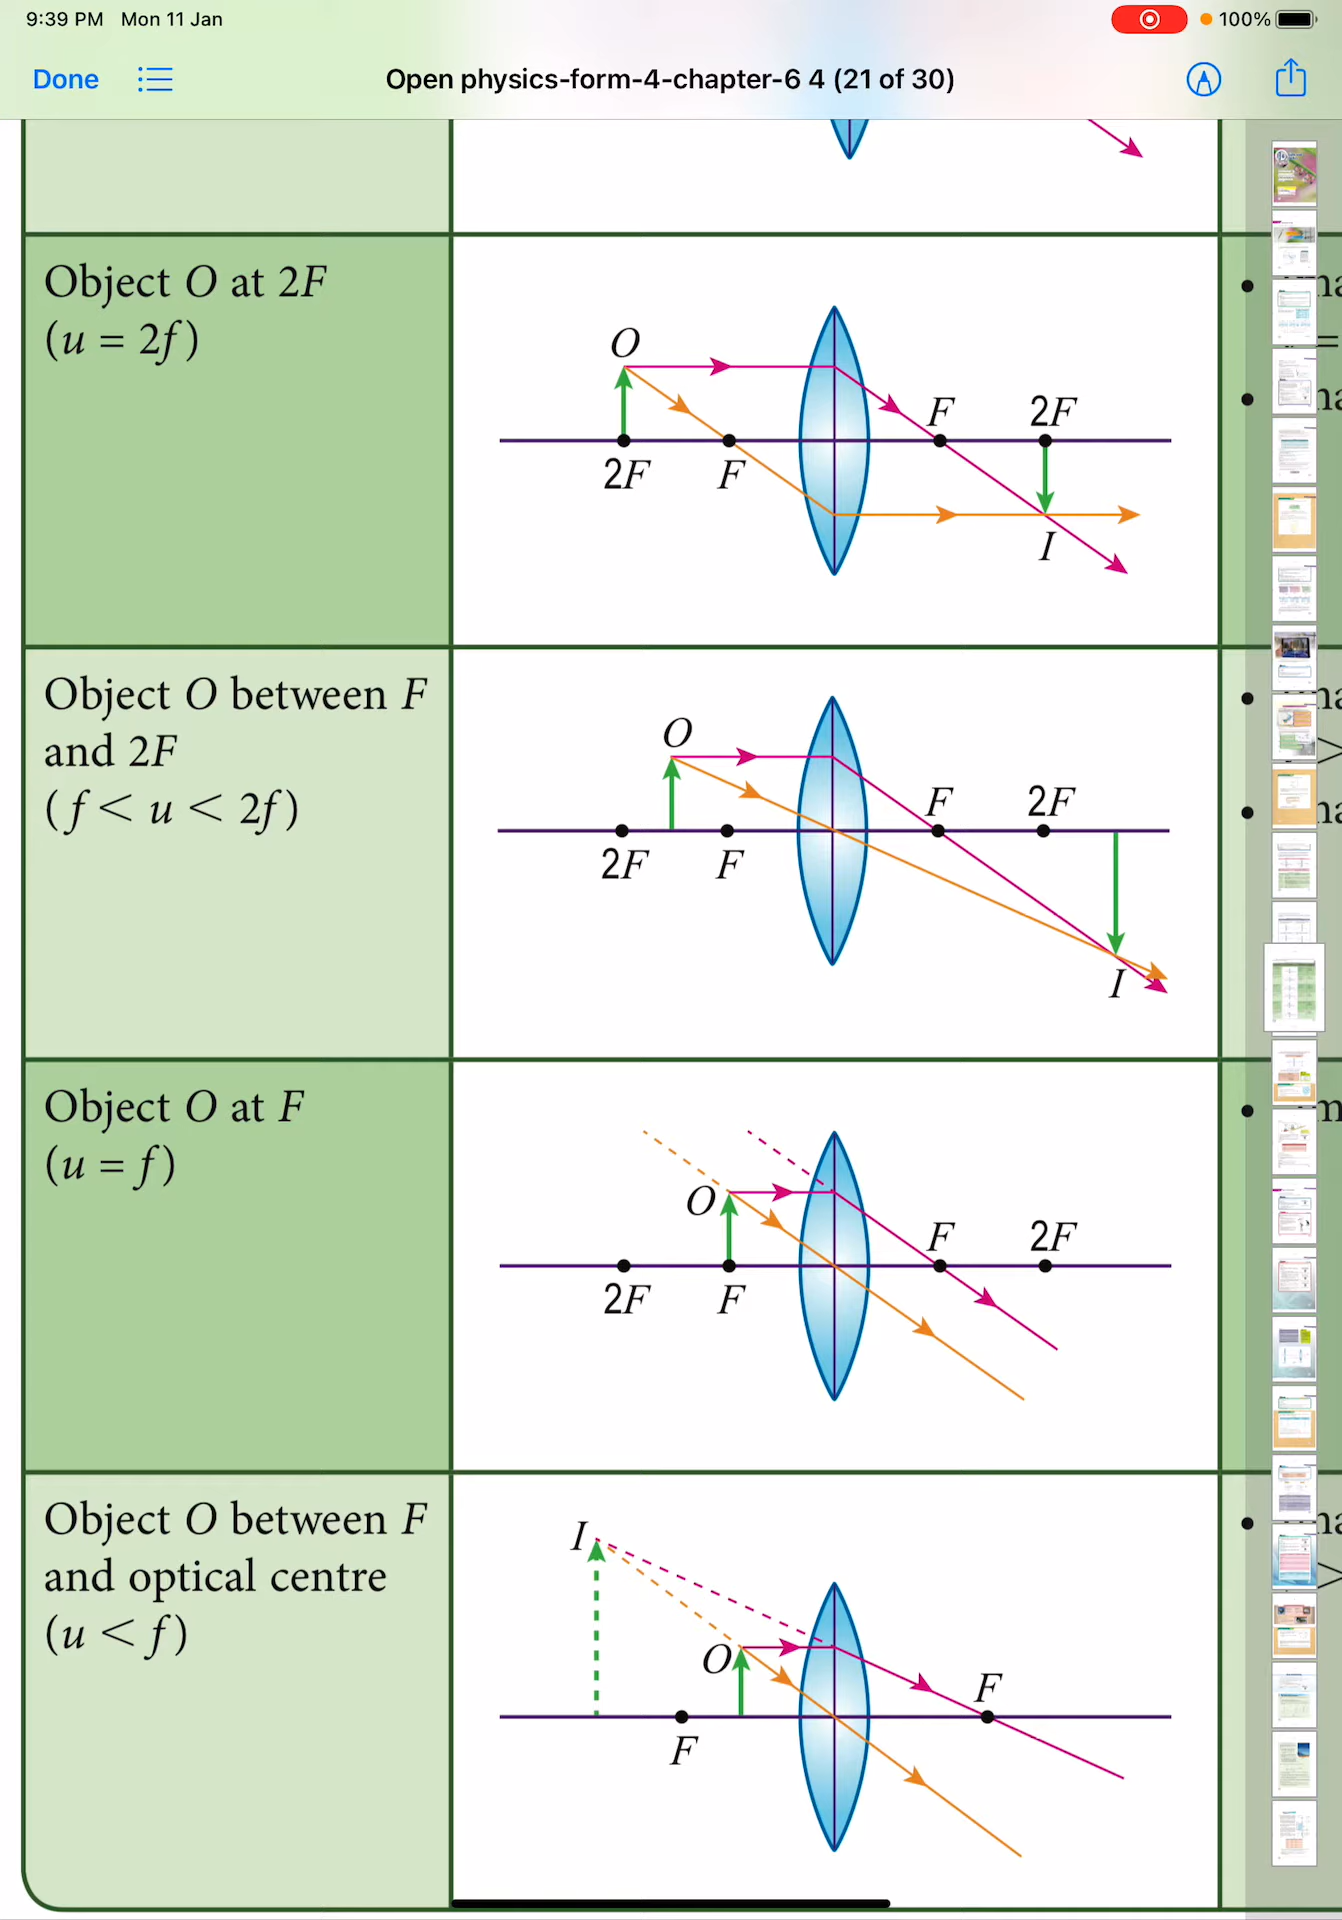 9:39 PM Mon 11 Jan
100%
Done
Open physics-form-4-chapter-6 4 (21 of 30)
Object O at 2F
(u = 2f)
O
F
2F
2F
F
I
Object O between F
and 2F
(f < u < 2f)
O
F
2F
2F
F
I
Object O at F
(u = f)
O
F
2F
2F
F
Object O between F
and optical centre
(u < f)
I
O
F
F